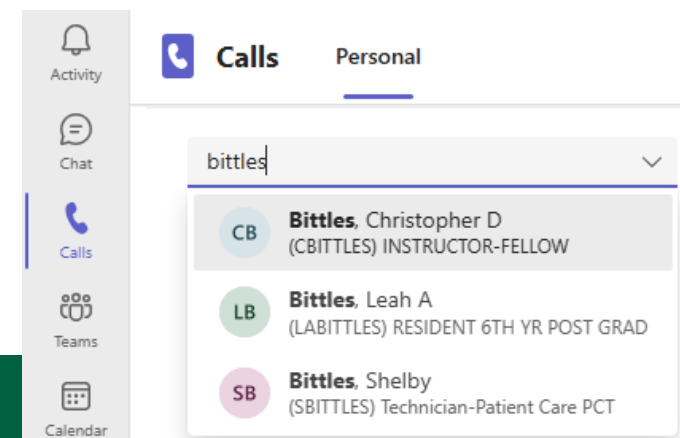 Activity
Chat
Calls
Teams
Calendar
Calls Personal
bittles
CB
Bittles, Christopher D
(CBITTLES) INSTRUCTOR-FELLOW
LB
Bittles, Leah A
(LABITTLES) RESIDENT 6TH YR POST GRAD
SB
Bittles, Shelby
(SBITTLES) Technician-Patient Care PCT